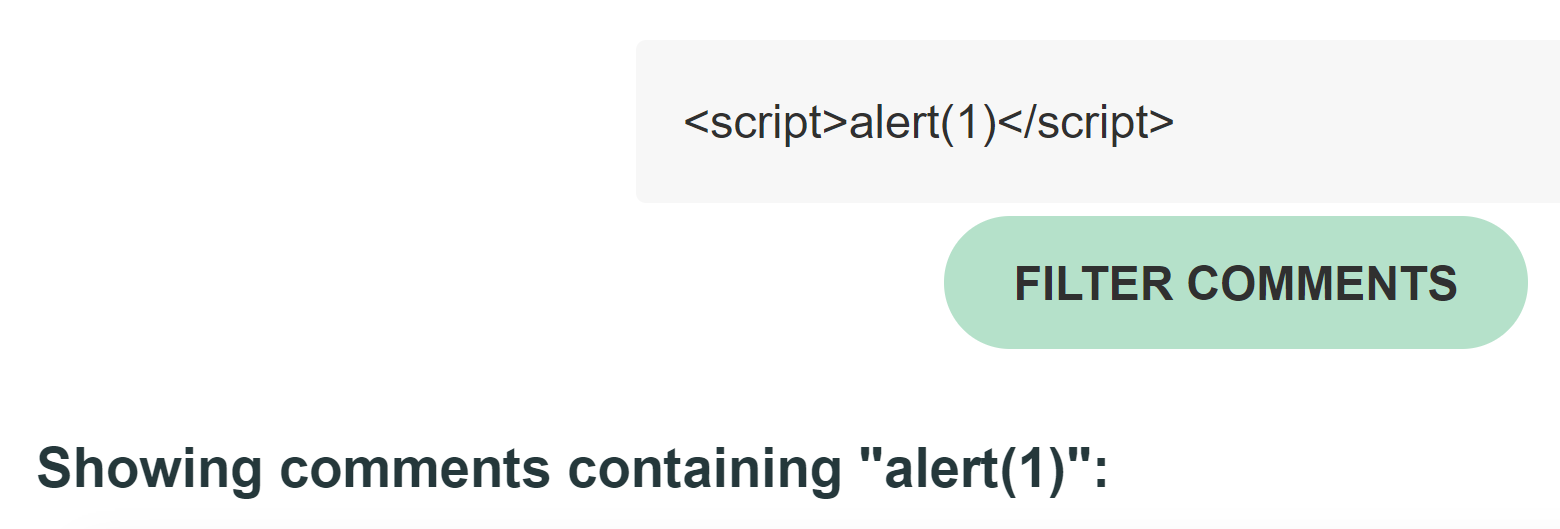 <script>alert(1)</script>
FILTER COMMENTS
Showing comments containing "alert(1)":